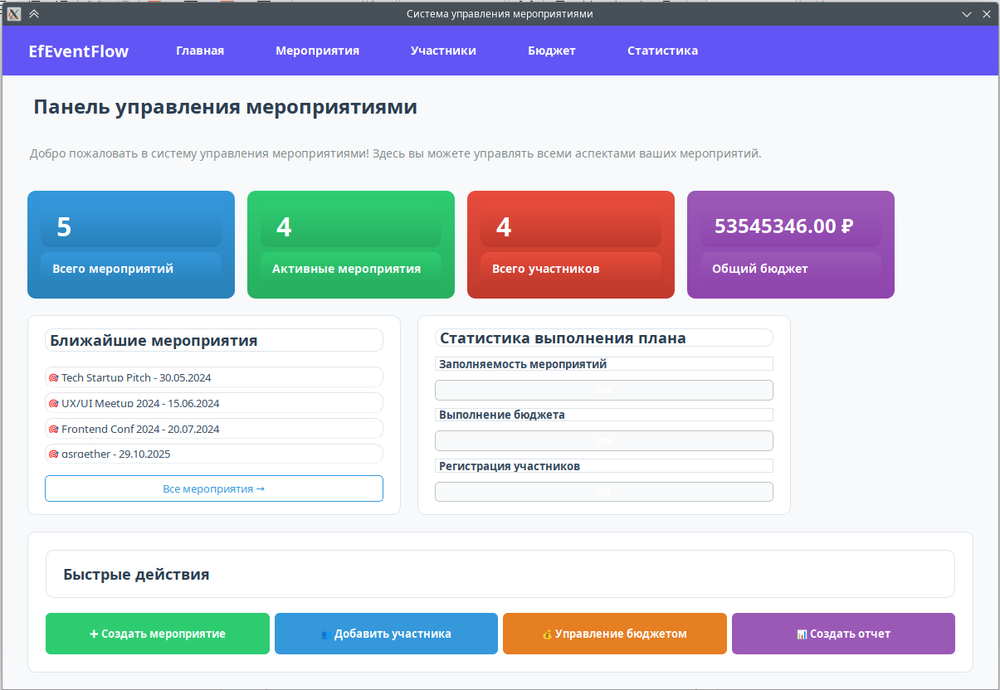 Система управления мероприятиями
EfEventFlow Главная Мероприятия Участники Бюджет Статистика
Панель управления мероприятиями
Добро пожаловать в систему управления мероприятиями! Здесь вы можете управлять всеми аспектами ваших мероприятий.
5
Всего мероприятий
4
Активные мероприятия
4
Всего участников
53545346.00 ₽
Общий бюджет
Ближайшие мероприятия
🎯 Tech Startup Pitch - 30.05.2024
🎯 UX/UI Meetup 2024 - 15.06.2024
🎯 Frontend Conf 2024 - 20.07.2024
🎯 asraether - 29.10.2025
Все мероприятия →
Статистика выполнения плана
Заполняемость мероприятий
0%
Выполнение бюджета
0%
Регистрация участников
0%
Быстрые действия
➕ Создать мероприятие
👥 Добавить участника
💰 Управление бюджетом
📊 Создать отчет